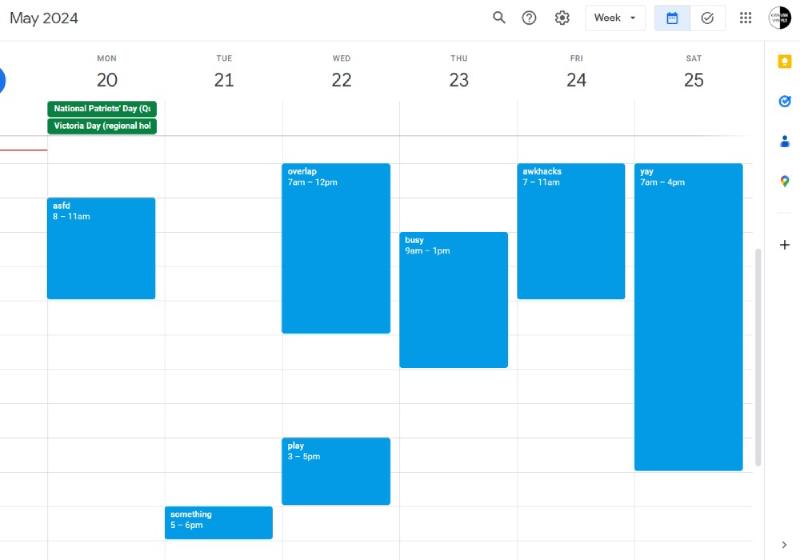 May 2024
Week
MON
TUE
WED
THU
FRI
SAT
20
21
22
23
24
25
National Patriots' Day (Qu
Victoria Day (regional hol
overlap
7am – 12pm
awkhacks
7 – 11am
yay
7am – 4pm
asfd
8 – 11am
busy
9am – 1pm
play
3 – 5pm
something
5 – 6pm